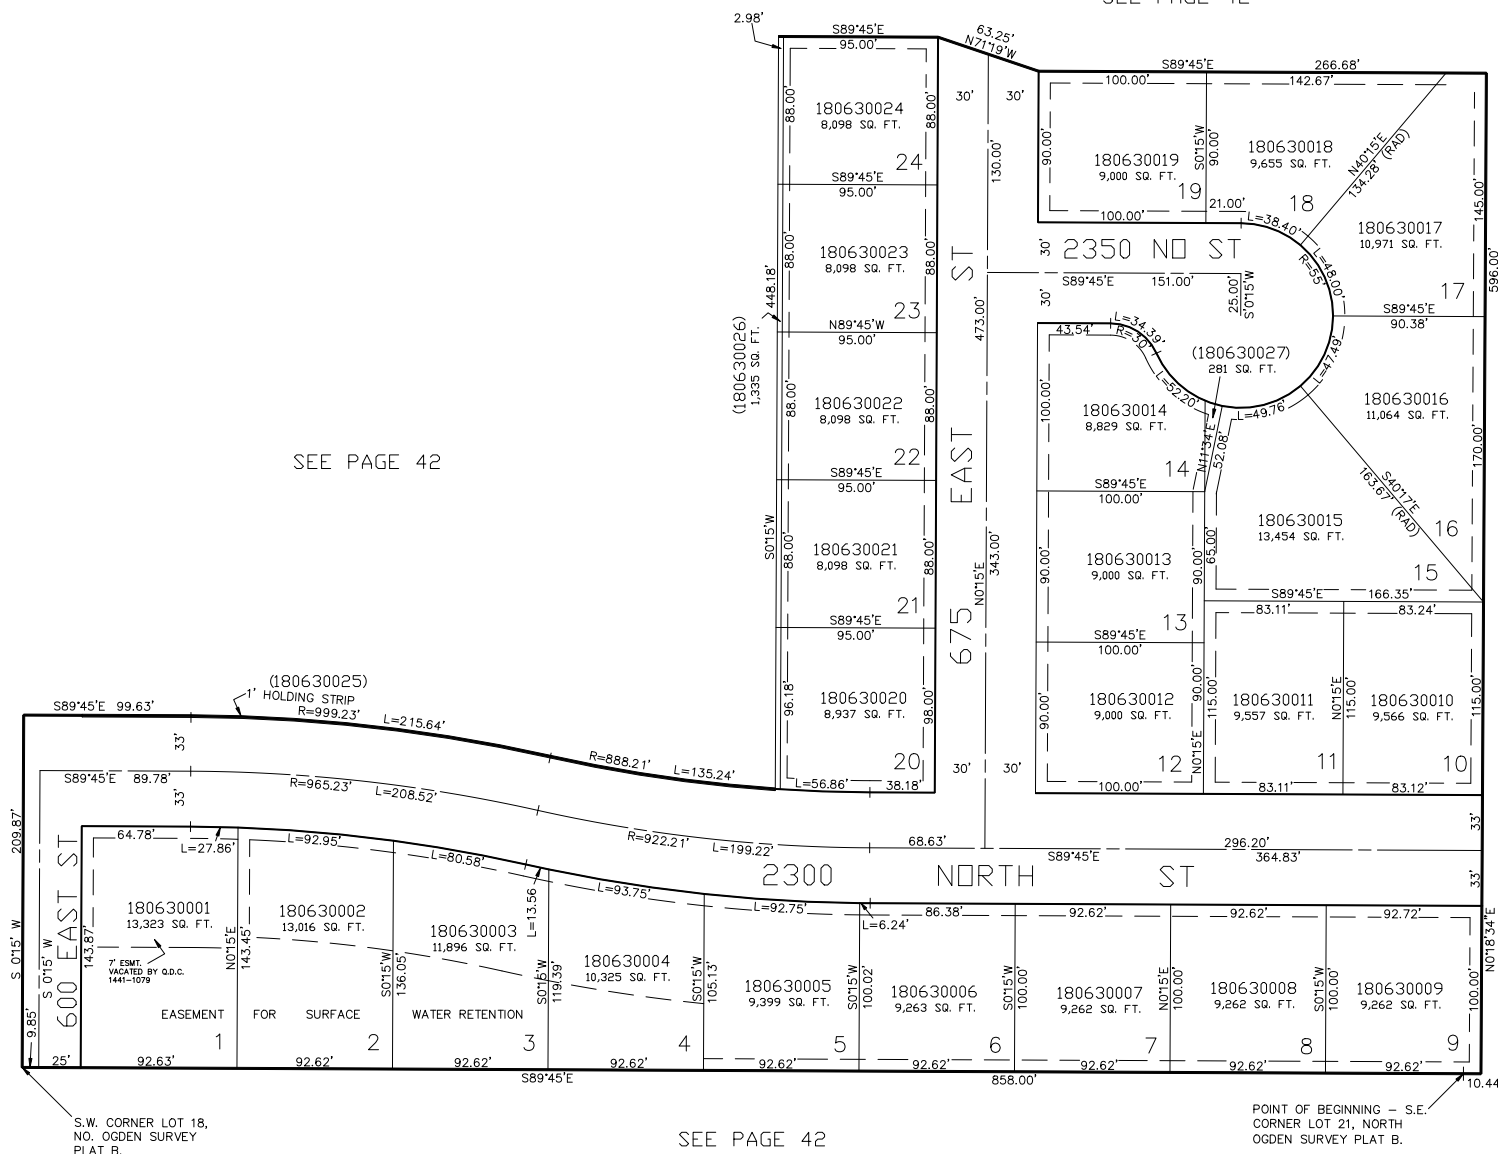 SEE PAGE 42
2.98'
S89°45'E
95.00'
63.25'
N71°19'W
S89°45'E
266.68'
100.00'
142.67'
30'
30'
88.00'
180630024
8,098 SQ. FT.
88.00'
24
130.00'
90.00'
180630019
9,000 SQ. FT.
19
S0°15'W
90.00'
180630018
9,655 SQ. FT.
18
N40°15'E
134.28' (RAD)
145.00'
S89°45'E
95.00'
100.00'
21.00'
L=38.40'
180630017
10,971 SQ. FT.
17
596.00'
448.18'
88.00'
180630023
8,098 SQ. FT.
88.00'
23
30'
2350 NO ST
30'
S89°45'E
151.00'
25.00'
S'0°15'W
R=55'
L=48.00'
S89°45'E
90.38'
N89°45'W
95.00'
473.00'
43.54'
L=34.39'
R=30'
L=47.49'
(180630026)
1,335 SQ. FT.
(180630027)
281 SQ. FT.
88.00'
180630022
8,098 SQ. FT.
88.00'
22
100.00'
180630014
8,829 SQ. FT.
14
L=52.20'
L=49.76'
N11°34'E
52.08'
180630016
11,064 SQ. FT.
16
170.00'
SEE PAGE 42
S89°45'E
95.00'
S89°45'E
100.00'
S40°17'E
163.67' (RAD)
S0°15'W
88.00'
180630021
8,098 SQ. FT.
88.00'
21
675 EAST ST
N0°15'E
343.00'
90.00'
180630013
9,000 SQ. FT.
90.00'
13
65.00'
180630015
13,454 SQ. FT.
15
S89°45'E
166.35'
S89°45'E
95.00'
S89°45'E
100.00'
83.11'
83.24'
(180630025)
1' HOLDING STRIP
S89°45'E 99.63'
R=999.23'
L=215.64'
R=888.21'
L=135.24'
96.18'
180630020
8,937 SQ. FT.
98.00'
20
L=56.86'
38.18'
30'
30'
90.00'
180630012
9,000 SQ. FT.
90.00'
12
N0°15'E
100.00'
115.00'
180630011
9,557 SQ. FT.
11
83.11'
N0°15'E
115.00'
180630010
9,566 SQ. FT.
10
115.00'
83.12'
33'
33'
S89°45'E 89.78'
R=965.23'
L=208.52'
R=922.21'
L=199.22'
68.63'
S89°45'E
296.20'
364.83'
33'
33'
209.87'
S 0°15' W
S 0°15' W
600 EAST ST
9.85'
25'
2300 NORTH ST
64.78'
L=27.86'
L=92.95'
L=80.58'
L=13.56
L=93.75'
L=92.75'
L=6.24'
86.38'
92.62'
92.62'
92.72'
143.87'
180630001
13,323 SQ. FT.
7' ESMT.
VACATED BY Q.D.C.
1441-1079
N0°15'E
143.45'
180630002
13,016 SQ. FT.
S0°15'W
136.05'
180630003
11,896 SQ. FT.
S0°15'W
119.39'
180630004
10,325 SQ. FT.
S0°15'W
105.13'
180630005
9,399 SQ. FT.
S0°15'W
100.02'
180630006
9,263 SQ. FT.
S0°15'W
100.00'
180630007
9,262 SQ. FT.
N0°15'E
100.00'
180630008
9,262 SQ. FT.
S0°15'W
100.00'
180630009
9,262 SQ. FT.
100.00'
N0°18'34"E
EASEMENT FOR SURFACE WATER RETENTION
1
2
3
4
5
6
7
8
9
92.63'
92.62'
92.62'
92.62'
92.62'
92.62'
92.62'
92.62'
92.62'
S89°45'E
858.00'
10.44
S.W. CORNER LOT 18,
NO. OGDEN SURVEY
PLAT B.
SEE PAGE 42
POINT OF BEGINNING – S.E.
CORNER LOT 21, NORTH
OGDEN SURVEY PLAT B.